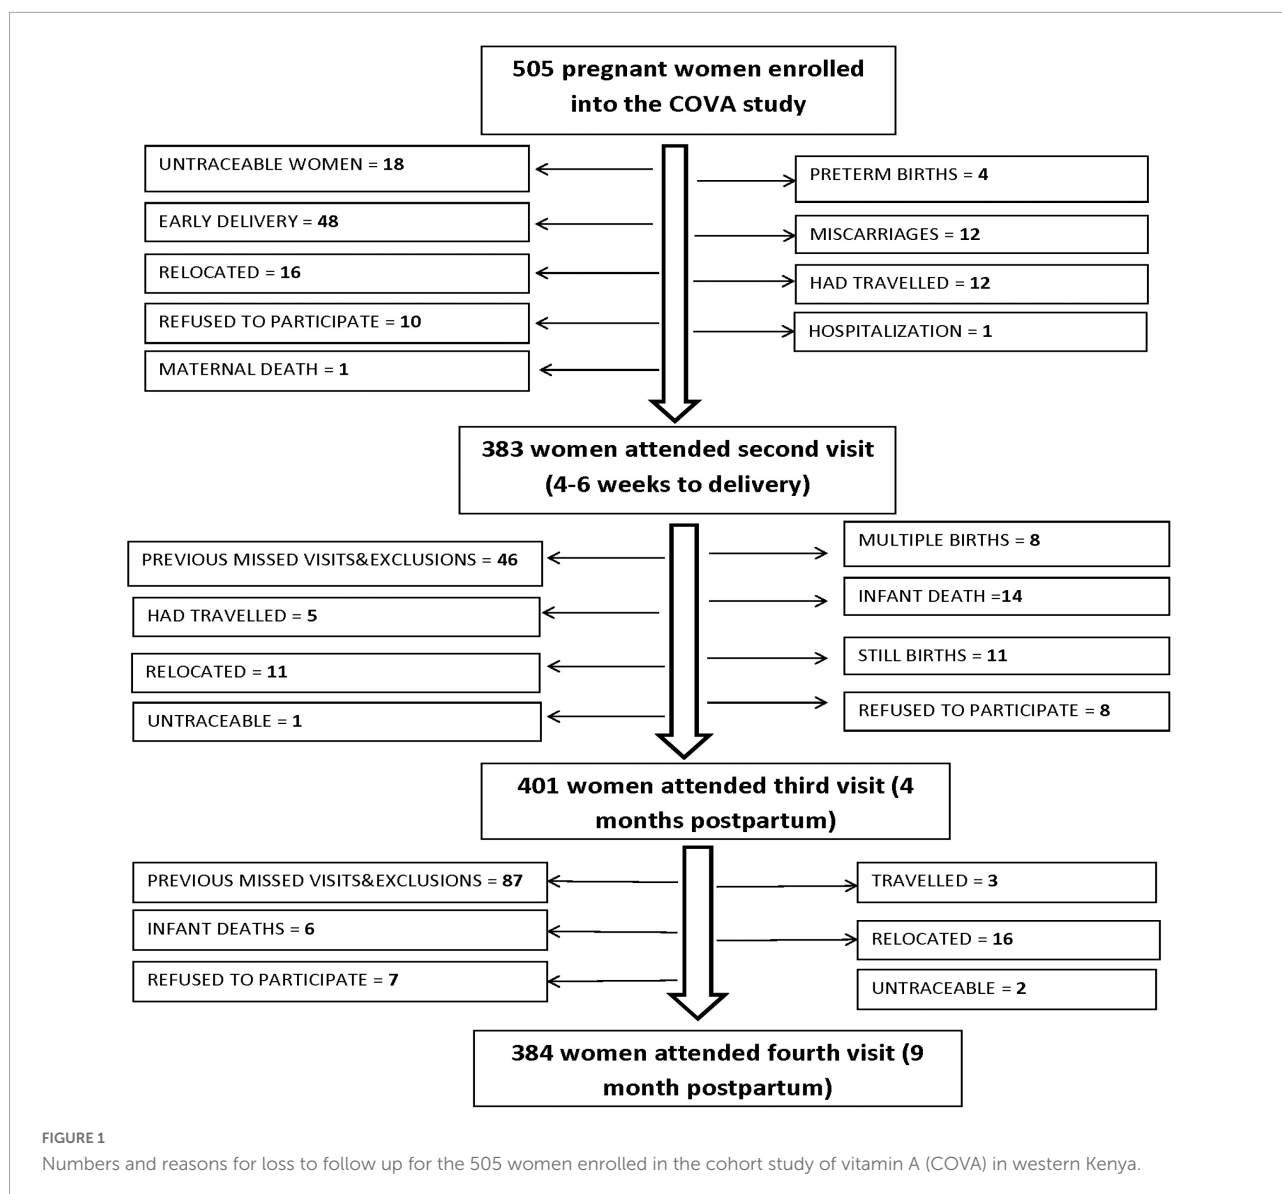 505 pregnant women enrolled
into the COVA study
UNTRACEABLE WOMEN = 18
EARLY DELIVERY = 48
RELOCATED = 16
REFUSED TO PARTICIPATE = 10
MATERNAL DEATH = 1
PRETERM BIRTHS = 4
MISCARRIAGES = 12
HAD TRAVELLED = 12
HOSPITALIZATION = 1
383 women attended second visit
(4-6 weeks to delivery)
PREVIOUS MISSED VISITS&EXCLUSIONS = 46
HAD TRAVELLED = 5
RELOCATED = 11
UNTRACEABLE = 1
MULTIPLE BIRTHS = 8
INFANT DEATH =14
STILL BIRTHS = 11
REFUSED TO PARTICIPATE = 8
401 women attended third visit (4
months postpartum)
PREVIOUS MISSED VISITS&EXCLUSIONS = 87
INFANT DEATHS = 6
REFUSED TO PARTICIPATE = 7
TRAVELLED = 3
RELOCATED = 16
UNTRACEABLE = 2
384 women attended fourth visit (9
month postpartum)
FIGURE 1
Numbers and reasons for loss to follow up for the 505 women enrolled in the cohort study of vitamin A (COVA) in western Kenya.